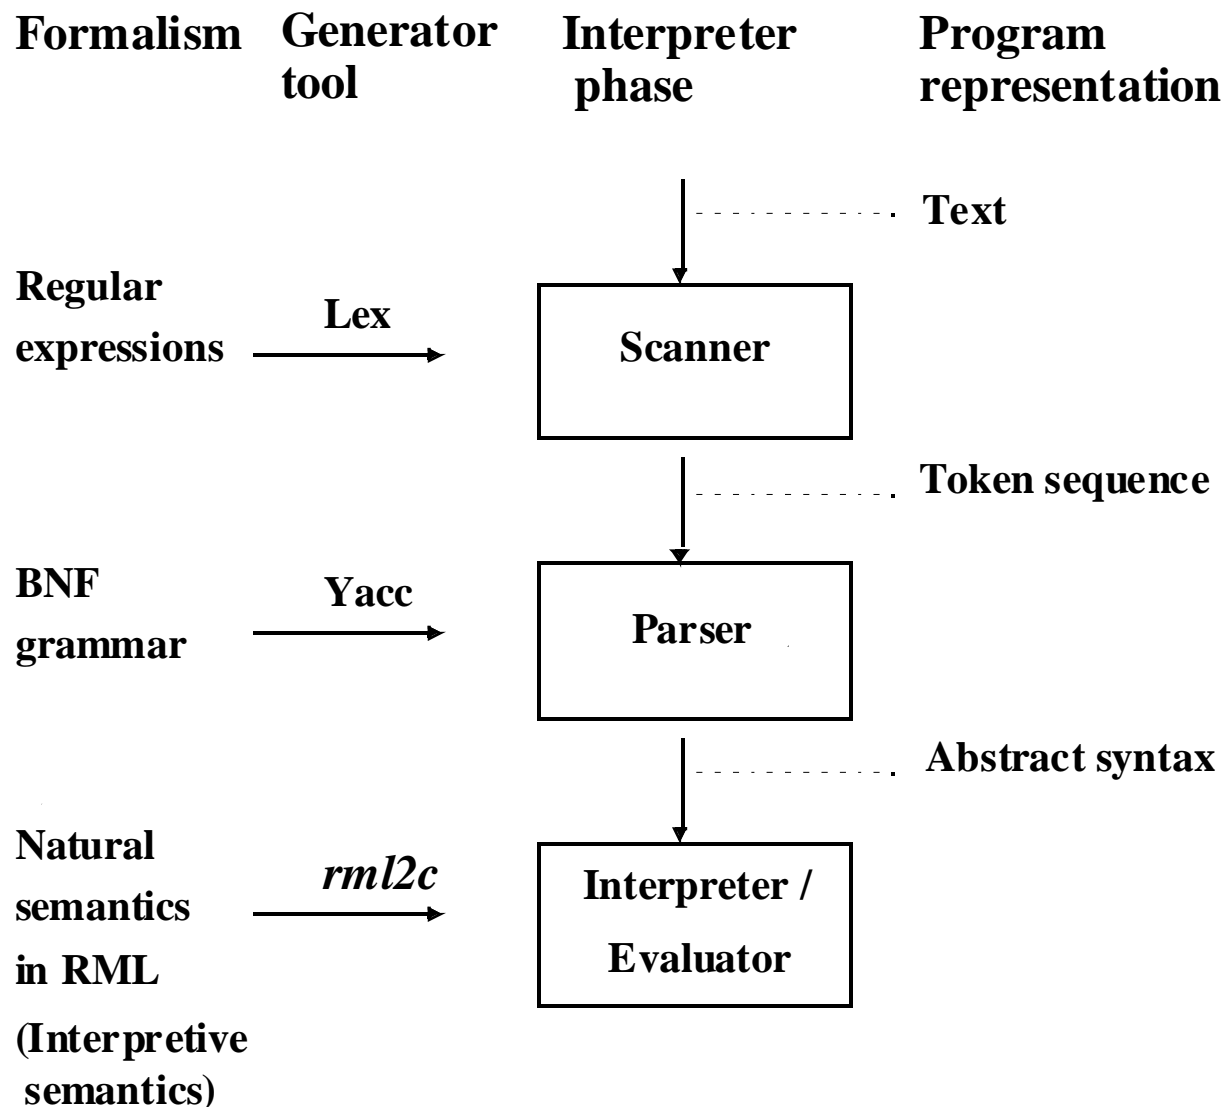 Formalism
Generator
tool
Interpreter
phase
Program
representation
Text
Regular
expressions
Lex
Scanner
Token sequence
BNF
grammar
Yacc
Parser
Abstract syntax
Natural
semantics
in RML
(Interpretive
semantics)
rml2c
Interpreter /
Evaluator